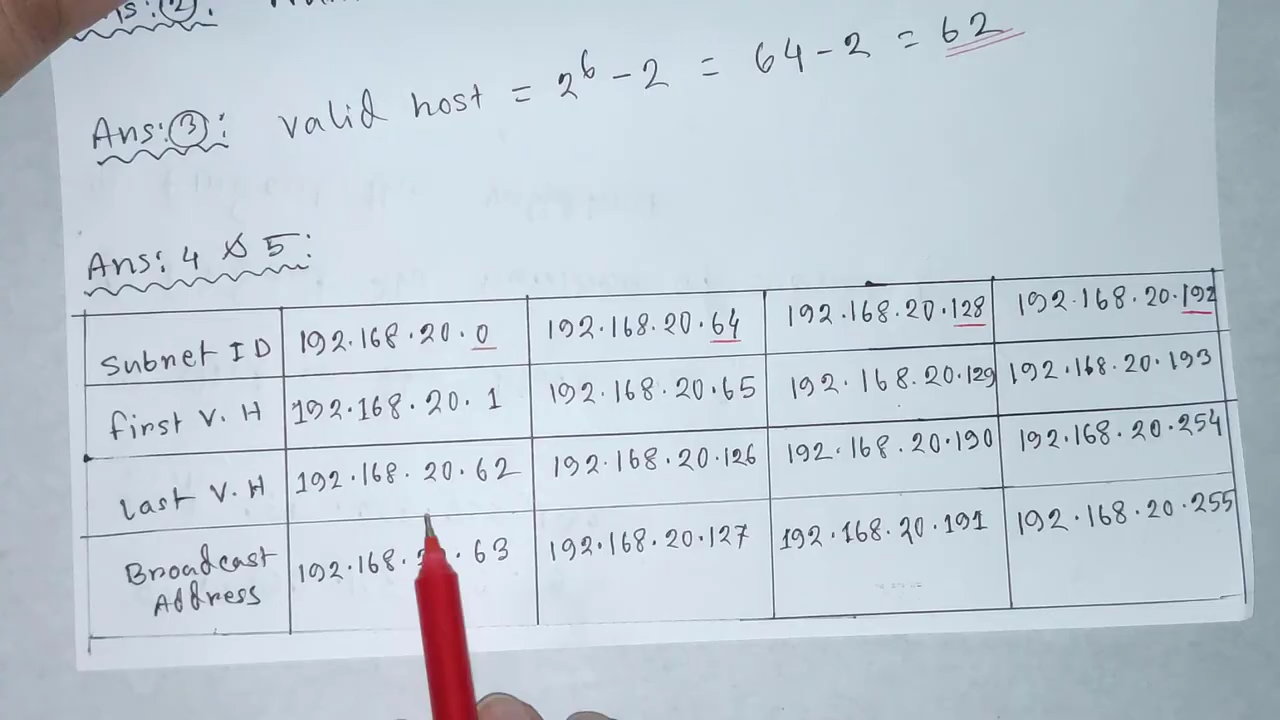 Ans:②:
Ans:③: valid host = 2⁶ - 2 = 64 - 2 = 62
Ans: 4 & 5:
Subnet ID 192.168.20.0 192.168.20.64 192.168.20.128 192.168.20.192
first V.H 192.168.20.1 192.168.20.65 192.168.20.129 192.168.20.193
Last V.H 192.168.20.62 192.168.20.126 192.168.20.190 192.168.20.254
Broadcast Address 192.168.20.63 192.168.20.127 192.168.20.191 192.168.20.255